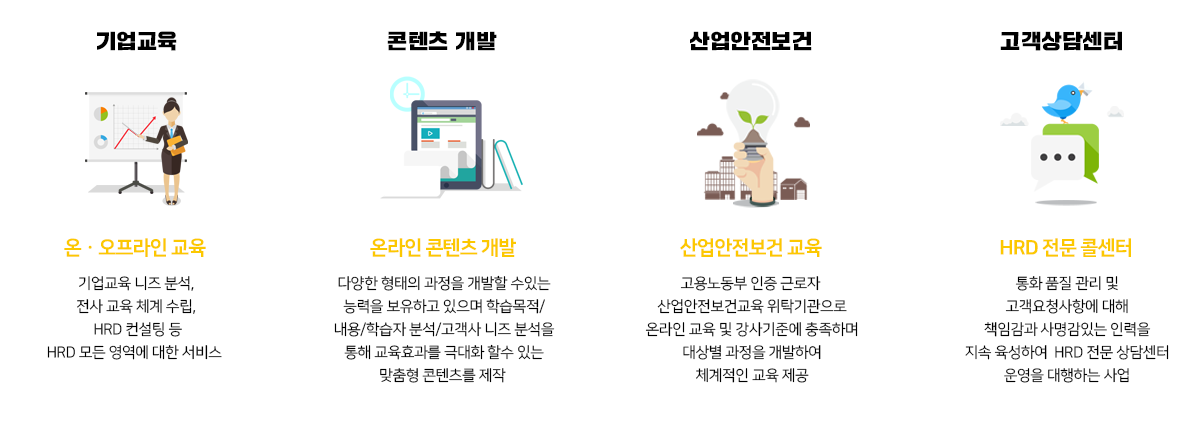 기업교육
온 · 오프라인 교육
기업교육 니즈 분석,
전사 교육 체계 수립,
HRD 컨설팅 등
HRD 모든 영역에 대한 서비스
콘텐츠 개발
온라인 콘텐츠 개발
다양한 형태의 과정을 개발할 수있는
능력을 보유하고 있으며 학습목적/
내용/학습자 분석/고객사 니즈 분석을
통해 교육효과를 극대화 할수 있는
맞춤형 콘텐츠를 제작
산업안전보건
산업안전보건 교육
고용노동부 인증 근로자
산업안전보건교육 위탁기관으로
온라인 교육 및 강사기준에 충족하며
대상별 과정을 개발하여
체계적인 교육 제공
고객상담센터
HRD 전문 콜센터
통화 품질 관리 및
고객요청사항에 대해
책임감과 사명감있는 인력을
지속 육성하여 HRD 전문 상담센터
운영을 대행하는 사업